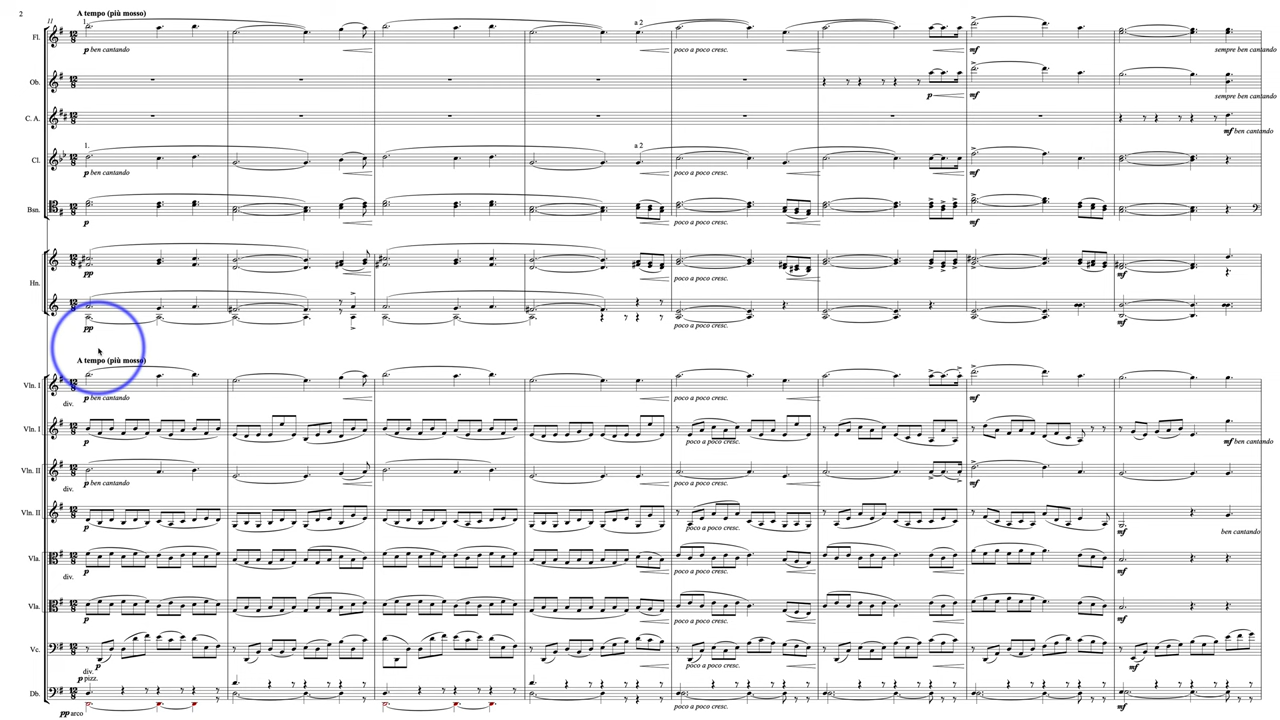 2
11
A tempo (più mosso)
1.
a 2
Fl.
p ben cantando
poco a poco cresc.
mf
sempre ben cantando
Ob.
p
mf
sempre ben cantando
C. A.
mf ben cantando
1.
a 2
Cl.
p ben cantando
poco a poco cresc.
mf
Bsn.
p
poco a poco cresc.
mf
Hn.
pp
poco a poco cresc.
mf
pp
poco a poco cresc.
mf
A tempo (più mosso)
Vln. I
p ben cantando
poco a poco cresc.
mf
div.
Vln. I
p
poco a poco cresc.
mf ben cantando
Vln. II
p ben cantando
poco a poco cresc.
mf
div.
Vln. II
p
poco a poco cresc.
mf
ben cantando
Vla.
p
poco a poco cresc.
mf
div.
Vla.
p
poco a poco cresc.
mf
Vc.
p
poco a poco cresc.
mf
div.
p pizz.
Db.
pp arco
poco a poco cresc.
mf